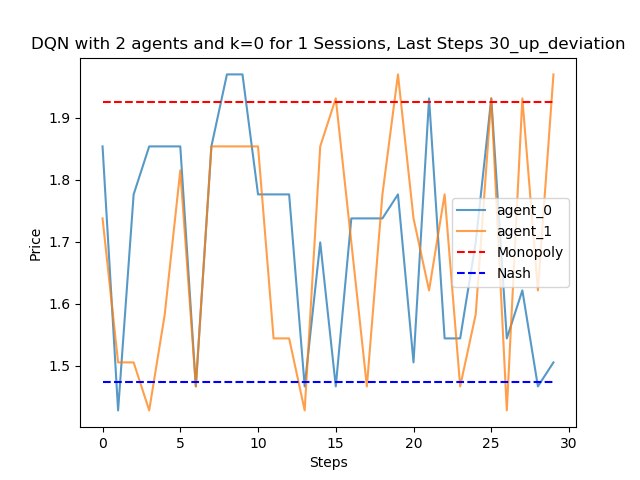 DQN with 2 agents and k=0 for 1 Sessions, Last Steps 30_up_deviation
Price
1.9
1.8
1.7
1.6
1.5
agent_0
agent_1
Monopoly
Nash
0
5
10
15
20
25
30
Steps